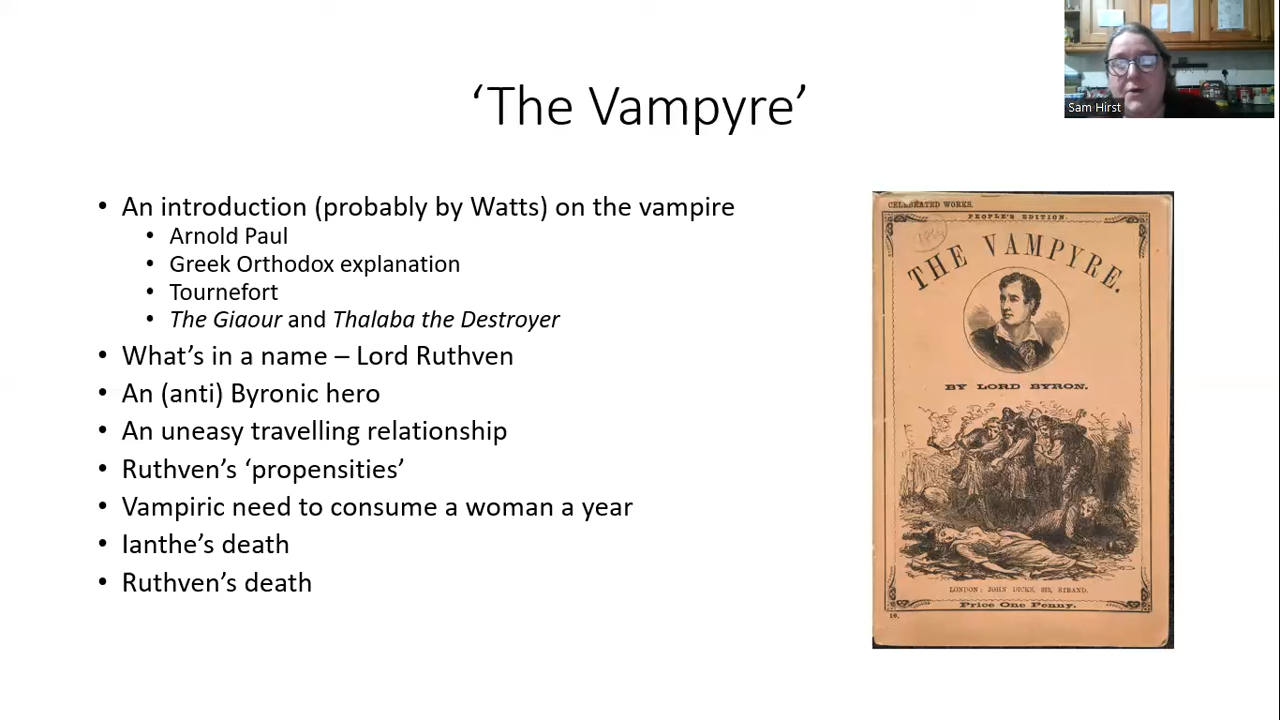 ‘The Vampyre’
Sam Hirst
• An introduction (probably by Watts) on the vampire
• Arnold Paul
• Greek Orthodox explanation
• Tournefort
• The Giaour and Thalaba the Destroyer
• What’s in a name – Lord Ruthven
• An (anti) Byronic hero
• An uneasy travelling relationship
• Ruthven’s ‘propensities’
• Vampiric need to consume a woman a year
• Ianthe’s death
• Ruthven’s death
CELEBRATED WORKS.
PEOPLE'S EDITION.
THE VAMPYRE.
BY LORD BYRON.
LONDON: JOHN DICKS, 313, STRAND.
Price One Penny.
16.